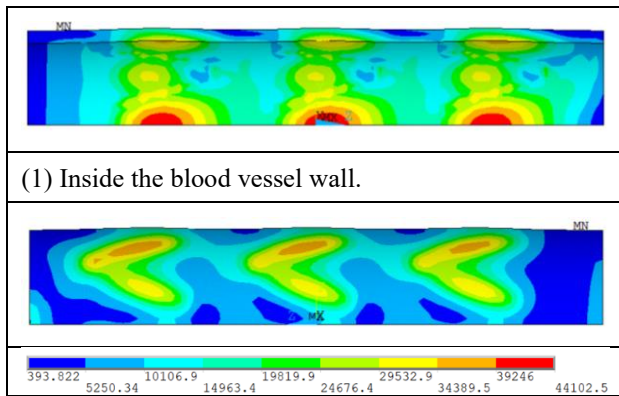 MN
(1) Inside the blood vessel wall.
MN
Z MX
393.822 10106.9 19819.9 29532.9 39246
5250.34 14963.4 24676.4 34389.5 44102.5